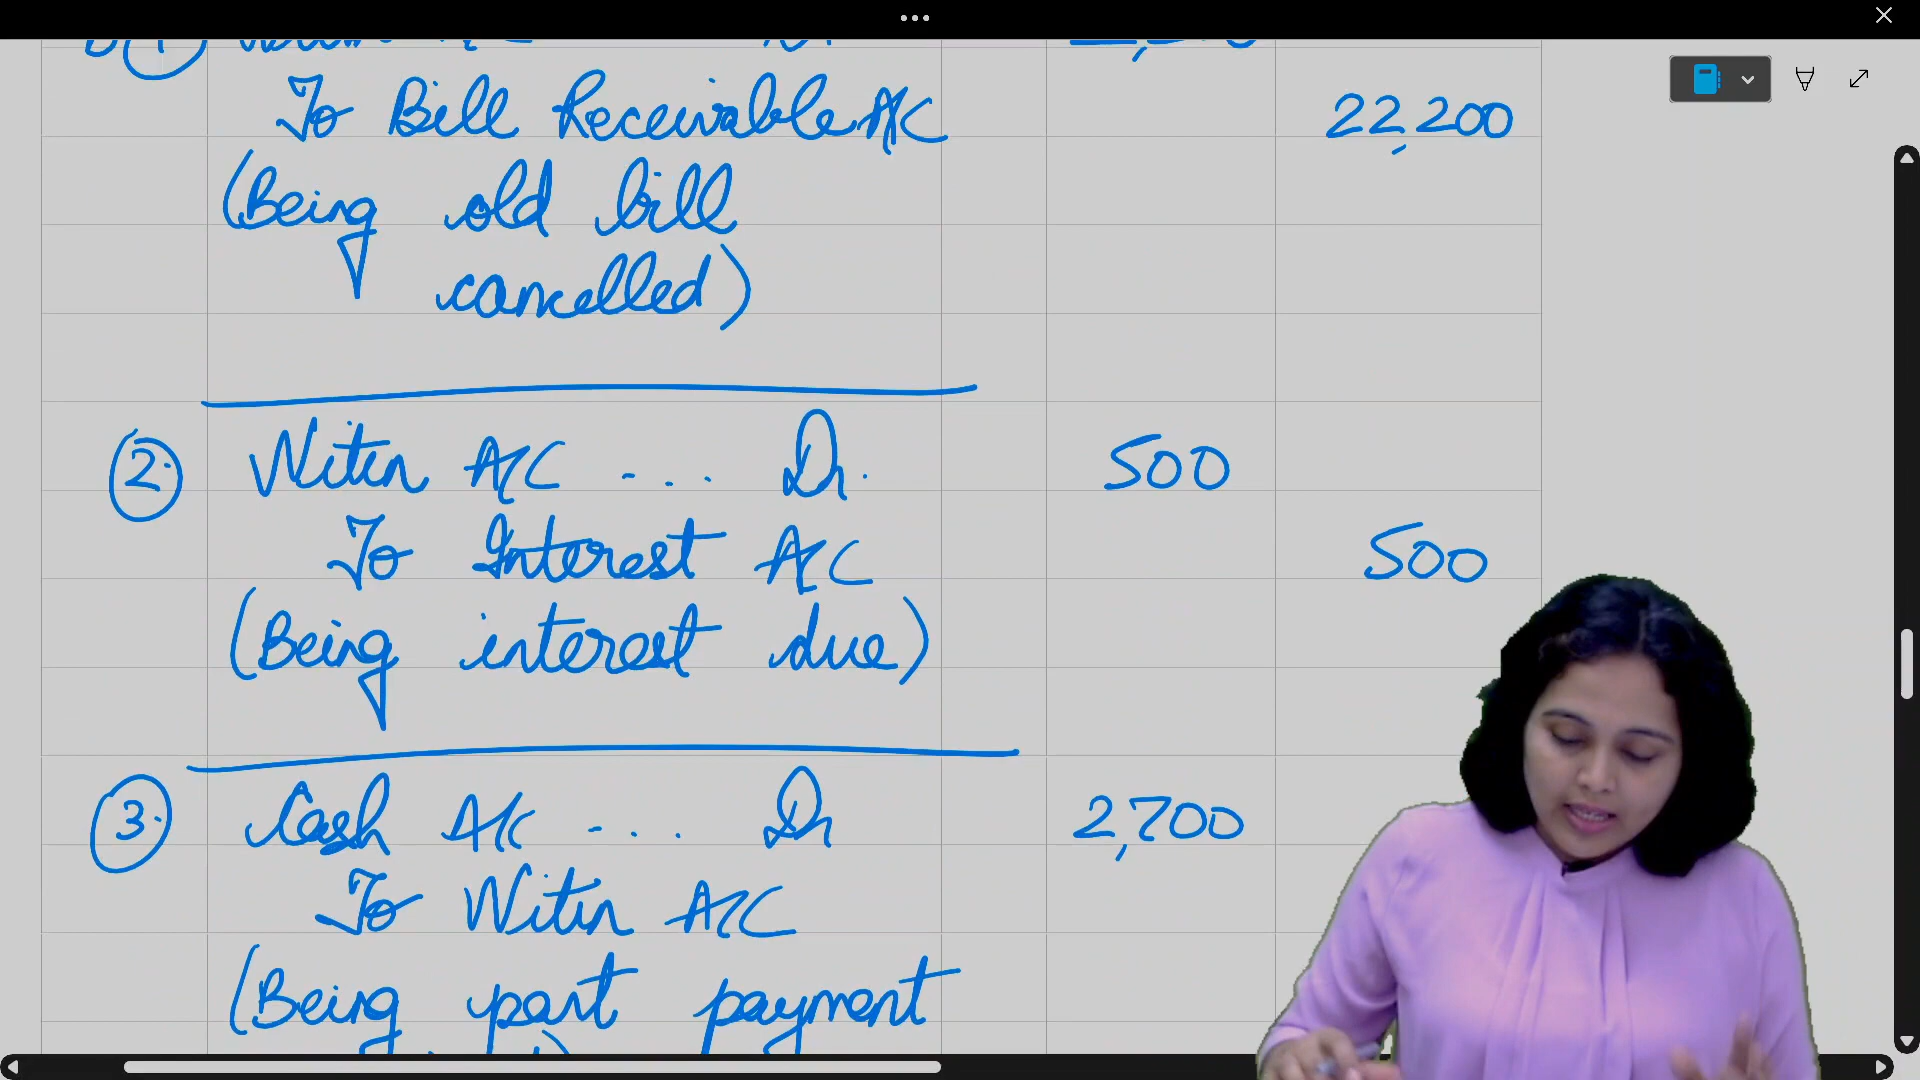 To Bill Receivable A/C 22,200
(Being old bill
cancelled)
2. Nitin A/C ... Dr. 500
To Interest A/C 500
(Being interest due)
3. Cash A/C ... Dr 2,700
To Nitin A/C
(Being part payment